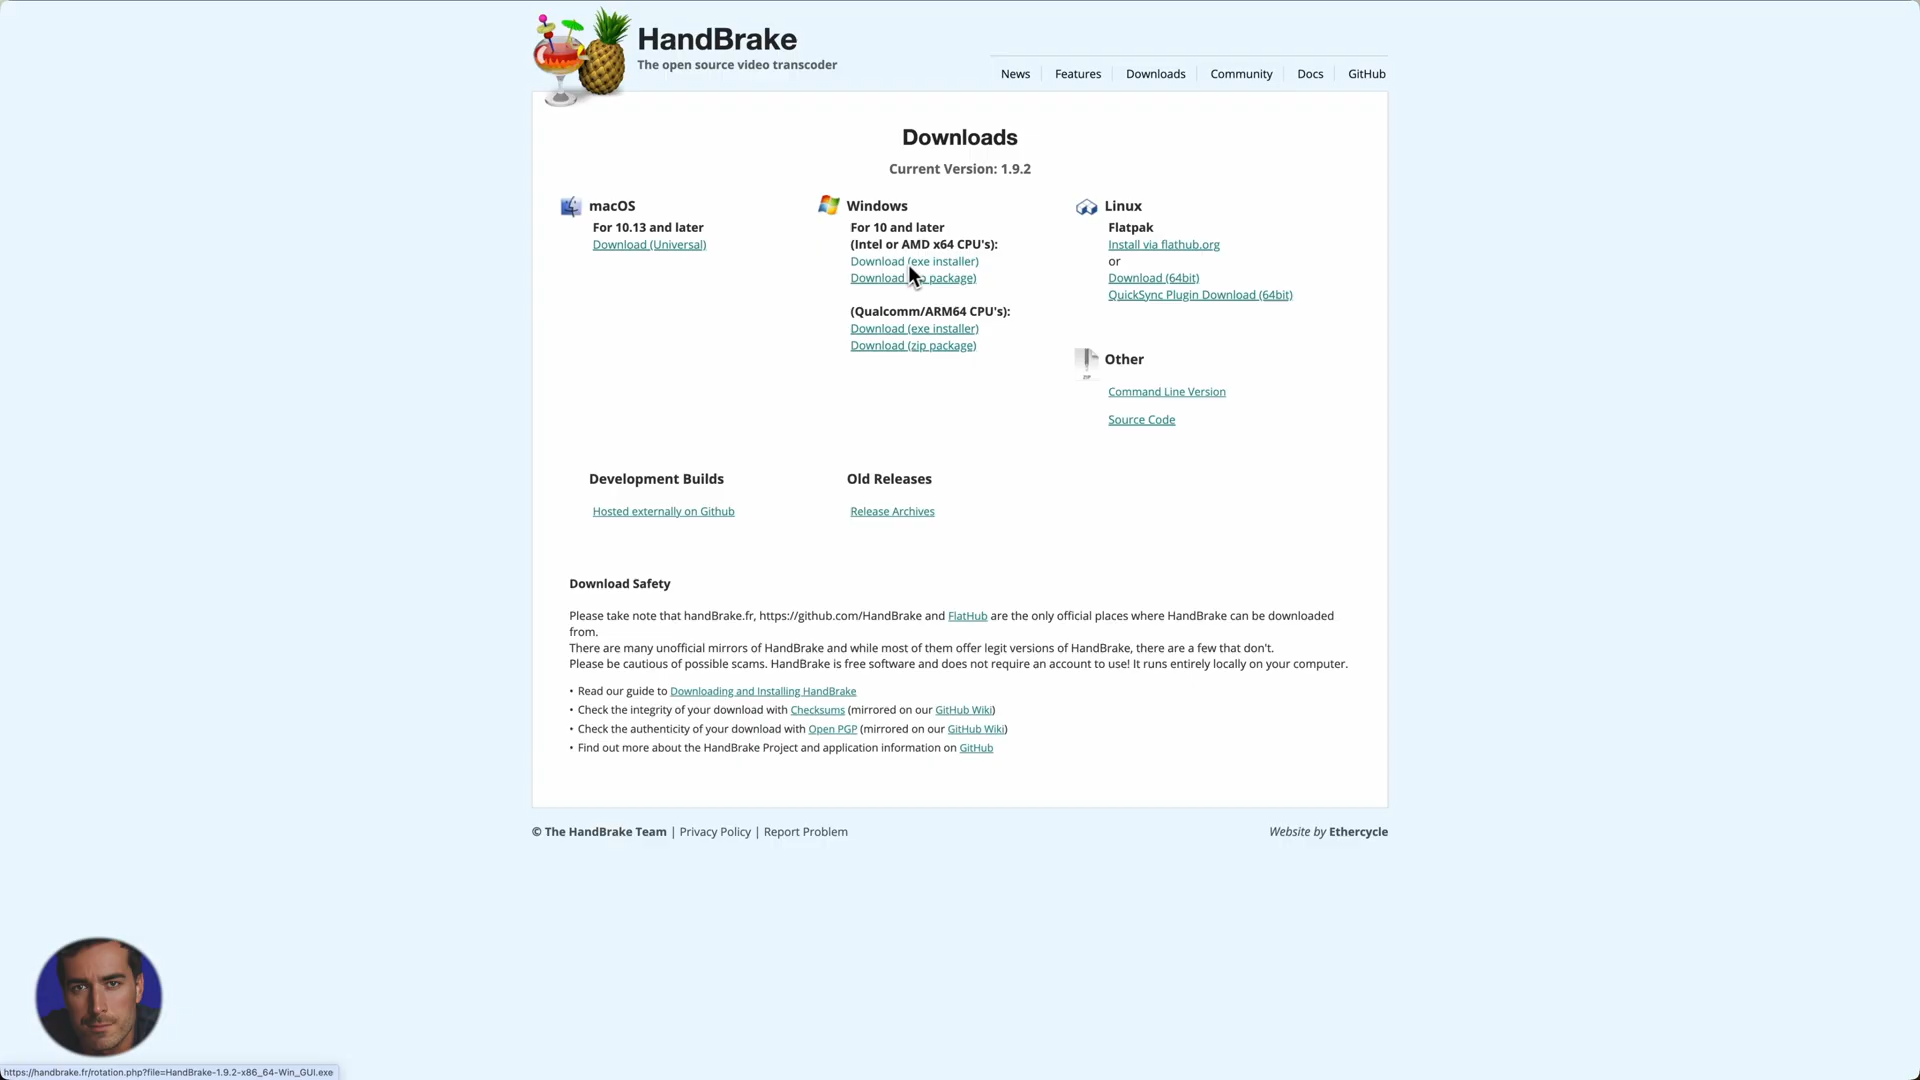 HandBrake
The open source video transcoder
News
Features
Downloads
Community
Docs
GitHub
Downloads
Current Version: 1.9.2
macOS
For 10.13 and later
Download (Universal)
Windows
For 10 and later
(Intel or AMD x64 CPU's):
Download (exe installer)
Download package)
(Qualcomm/ARM64 CPU's):
Download (exe installer)
Download (zip package)
Linux
Flatpak
Install via flathub.org
or
Download (64bit)
QuickSync Plugin Download (64bit)
ZIP
Other
Command Line Version
Source Code
Development Builds
Hosted externally on Github
Old Releases
Release Archives
Download Safety
Please take note that handBrake.fr, https://github.com/HandBrake and FlatHub are the only official places where HandBrake can be downloaded
from.
There are many unofficial mirrors of HandBrake and while most of them offer legit versions of HandBrake, there are a few that don't.
Please be cautious of possible scams. HandBrake is free software and does not require an account to use! It runs entirely locally on your computer.
• Read our guide to Downloading and Installing HandBrake
• Check the integrity of your download with Checksums (mirrored on our GitHub Wiki)
• Check the authenticity of your download with Open PGP (mirrored on our GitHub Wiki)
• Find out more about the HandBrake Project and application information on GitHub
© The HandBrake Team | Privacy Policy | Report Problem
Website by Ethercycle
https://handbrake.fr/rotation.php?file=HandBrake-1.9.2-x86_64-Win_GUI.exe